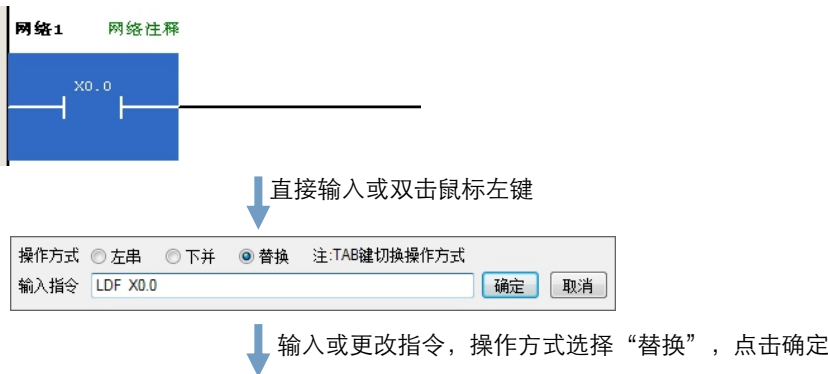 网络1 网络注释
X0.0
直接输入或双击鼠标左键
操作方式 左串 下并 替换 注:TAB键切换操作方式
输入指令 LDF X0.0 确定 取消
输入或更改指令，操作方式选择“替换”，点击确定